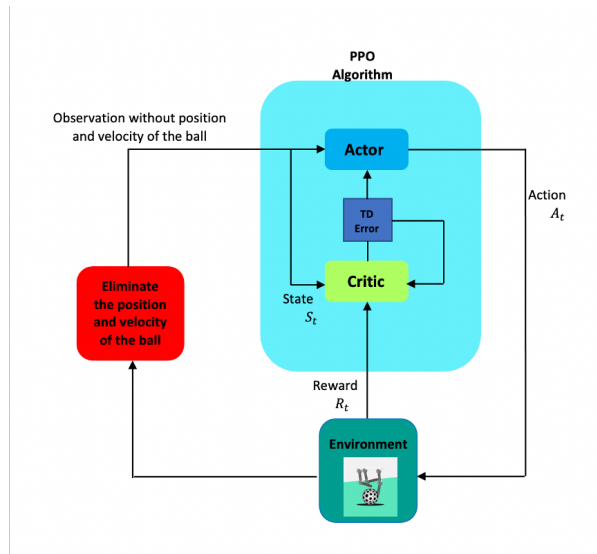 PPO
Algorithm
Observation without position
and velocity of the ball
Actor
Action
A_t
TD
Error
Eliminate
the position
and velocity
of the ball
Critic
State
S_t
Reward
R_t
Environment